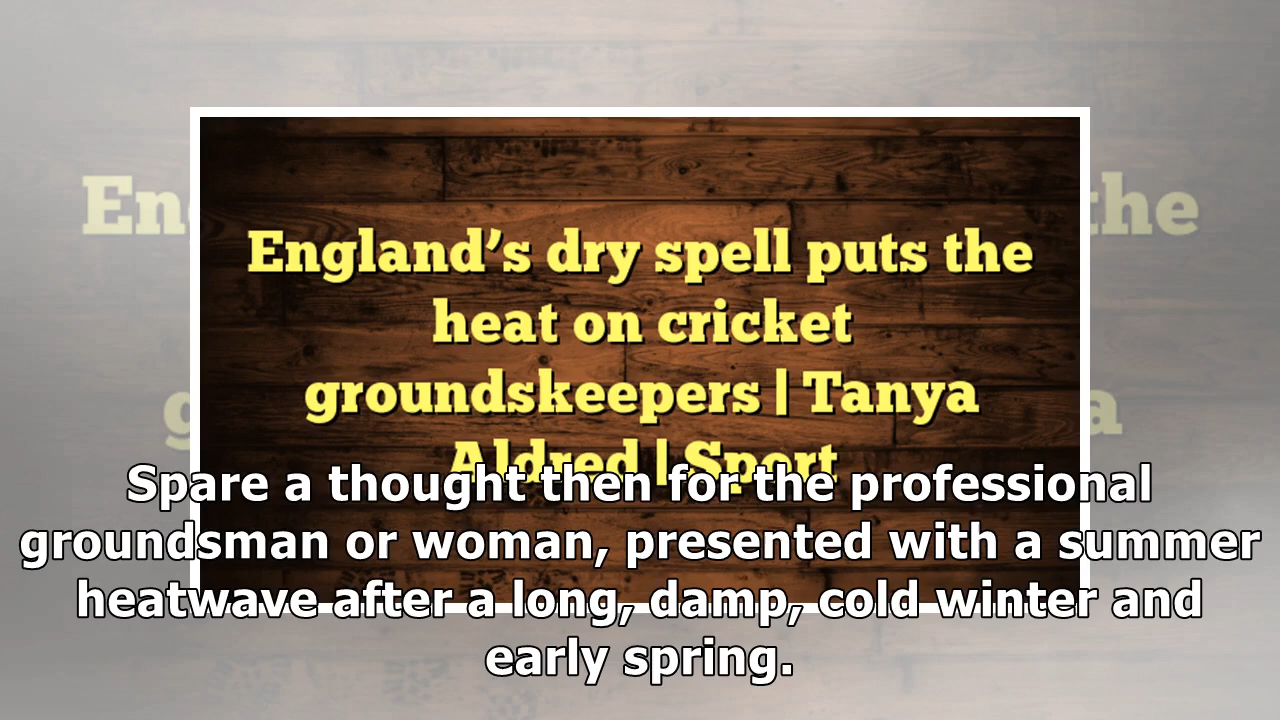 England’s dry spell puts the
heat on cricket
groundskeepers | Tanya
Aldred | Sport
Spare a thought then for the professional
groundsman or woman, presented with a summer
heatwave after a long, damp, cold winter and
early spring.